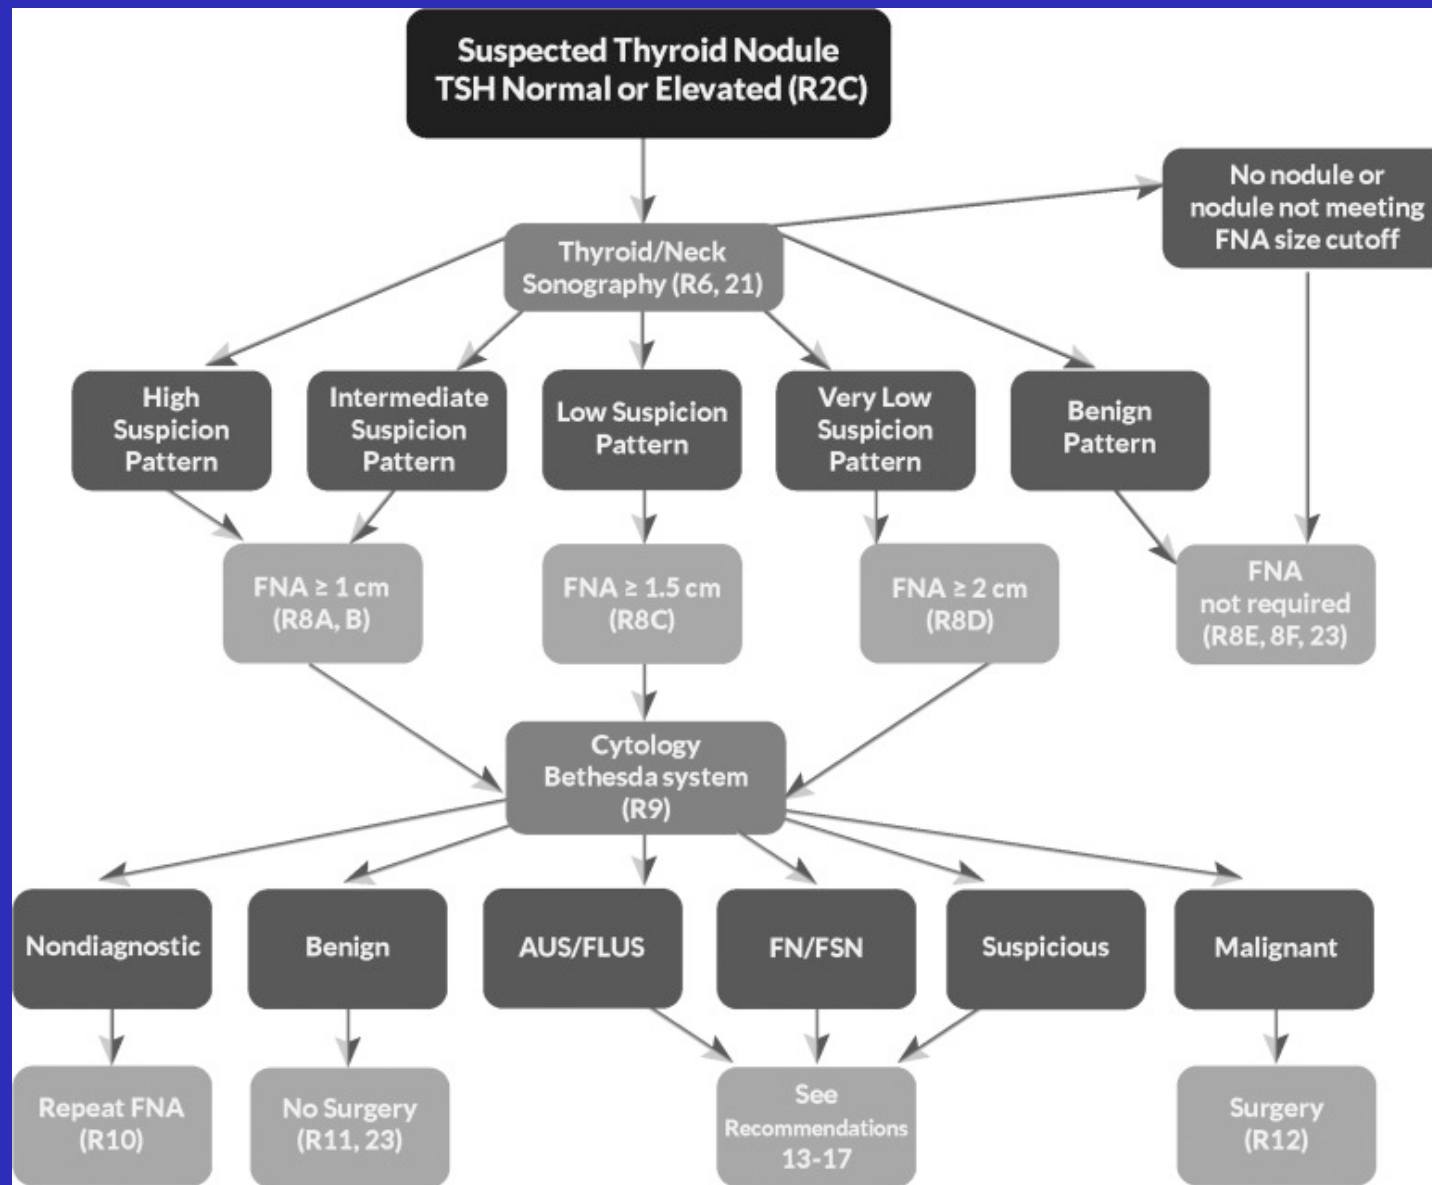 Suspected Thyroid Nodule
TSH Normal or Elevated (R2C)
No nodule or
nodule not meeting
FNA size cutoff
Thyroid/Neck
Sonography (R6, 21)
High
Suspicion
Pattern
Intermediate
Suspicion
Pattern
Low Suspicion
Pattern
Very Low
Suspicion
Pattern
Benign
Pattern
FNA ≥ 1 cm
(R8A, B)
FNA ≥ 1.5 cm
(R8C)
FNA ≥ 2 cm
(R8D)
FNA
not required
(R8E, 8F, 23)
Cytology
Bethesda system
(R9)
Nondiagnostic
Benign
AUS/FLUS
FN/FSN
Suspicious
Malignant
Repeat FNA
(R10)
No Surgery
(R11, 23)
See
Recommendations
13-17
Surgery
(R12)